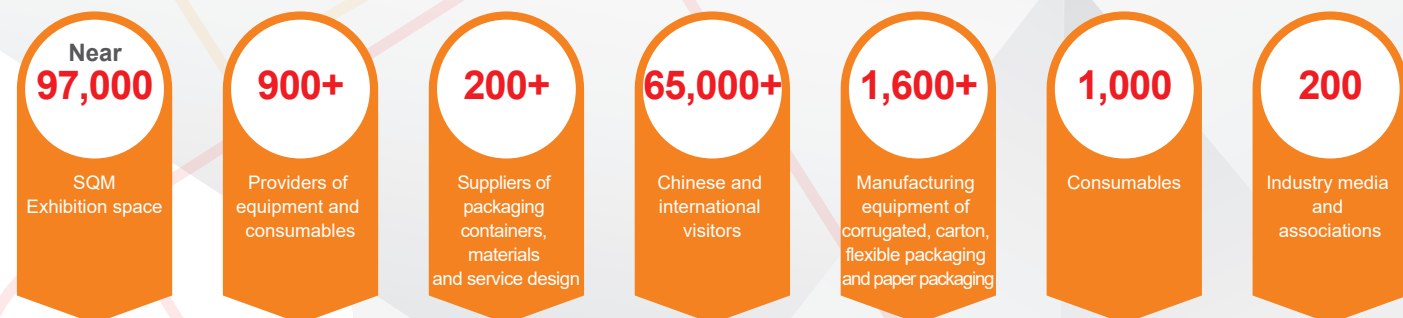 Near
97,000
SQM
Exhibition space
900+
Providers of
equipment and
consumables
200+
Suppliers of
packaging
containers,
materials
and service design
65,000+
Chinese and
international
visitors
1,600+
Manufacturing
equipment of
corrugated, carton,
flexible packaging
and paper packaging
1,000
Consumables
200
Industry media
and
associations